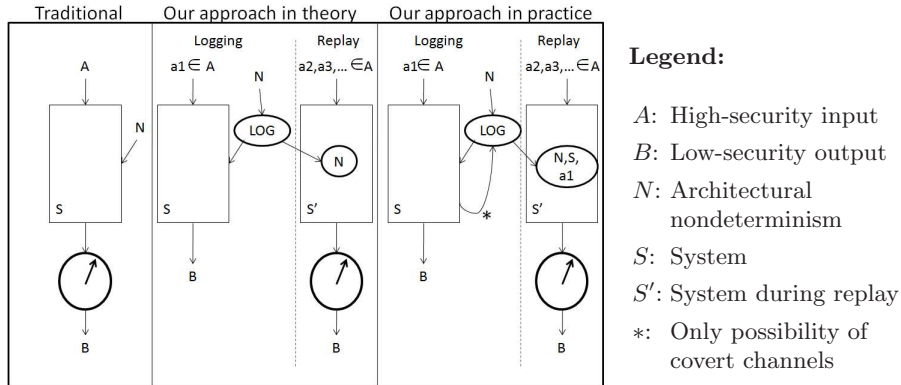 Traditional
Our approach in theory
Our approach in practice
Logging
Replay
Logging
Replay
A
a1∈ A
a2,a3,... ∈A
a1∈ A
a2,a3,... ∈A
N
N
N
LOG
N
LOG
N,S,
a1
S
S
S'
S
*
S'
B
B
B
B
B
Legend:
A: High-security input
B: Low-security output
N: Architectural
nondeterminism
S: System
S′: System during replay
*: Only possibility of
covert channels